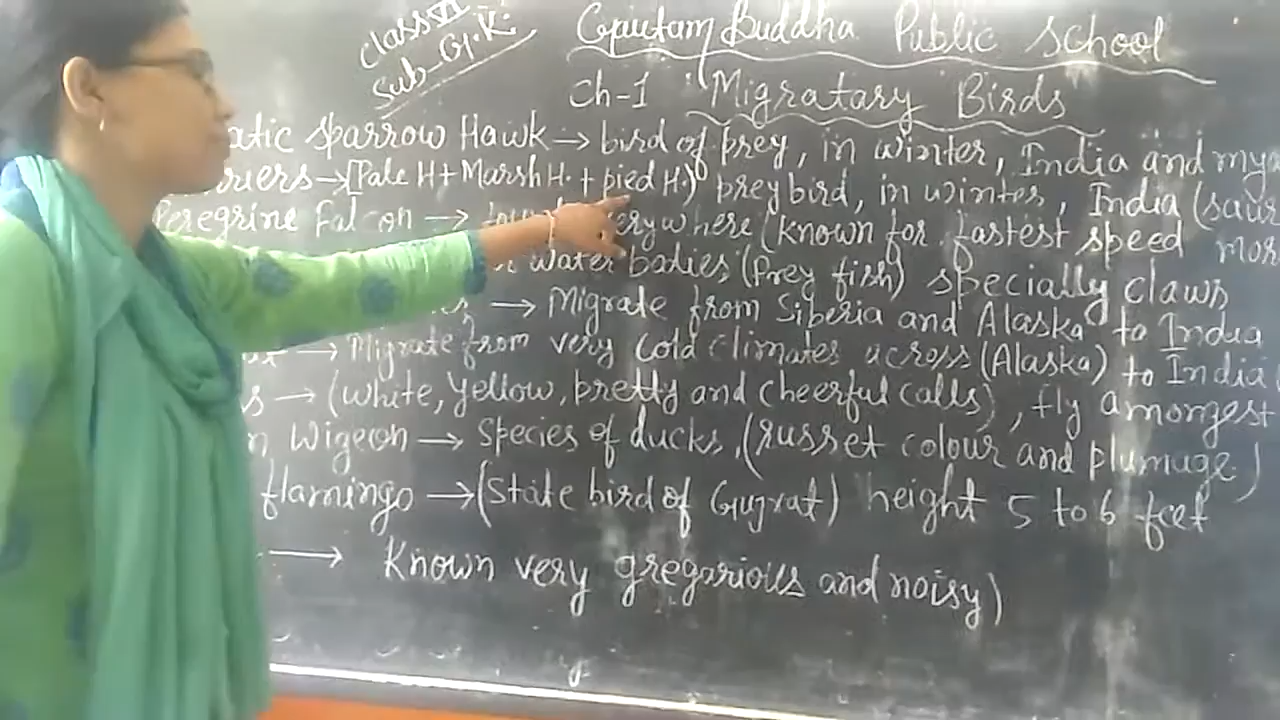 Class VI
Sub- G.K.
Gautam Buddha Public School
Ch-1 "Migratary Birds
atic Sparrow Hawk → bird of prey, in winter, India and mya
rriers → [Pale H + Marsh H. + pied H.) prey bird, in winter, India (saur
Peregrine falcon → erywhere (known for fastest speed mor
water bodies (Prey fish) specially claws
→ Migrate from Siberia and Alaska to India
→ Migrate from very cold climates across (Alaska) to India (
s → (white, yellow, pretty and cheerful calls), fly amongest
n Wigeon → Species of ducks, (russet colour and plumage)
flamingo → (State bird of Gujrat) height 5 to 6 feet
→ Known very gregarious and noisy)